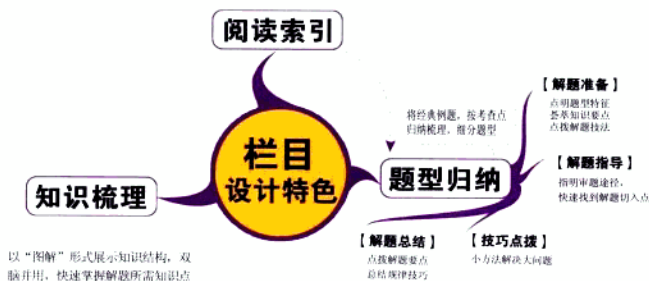 阅读索引
栏目
设计特色
知识梳理
以“图解”形式展示知识结构，双
脑并用，快速掌握解题所需知识点
将经典例题，按考查点
归纳梳理，细分题型
题型归纳
【解题准备】
点明题型特征
荟萃知识要点
点拨解题技法
【解题指导】
指明审题途径，
快速找到解题切入点
【解题总结】
点拨解题要点
总结规律技巧
【技巧点拨】
小方法解决大问题